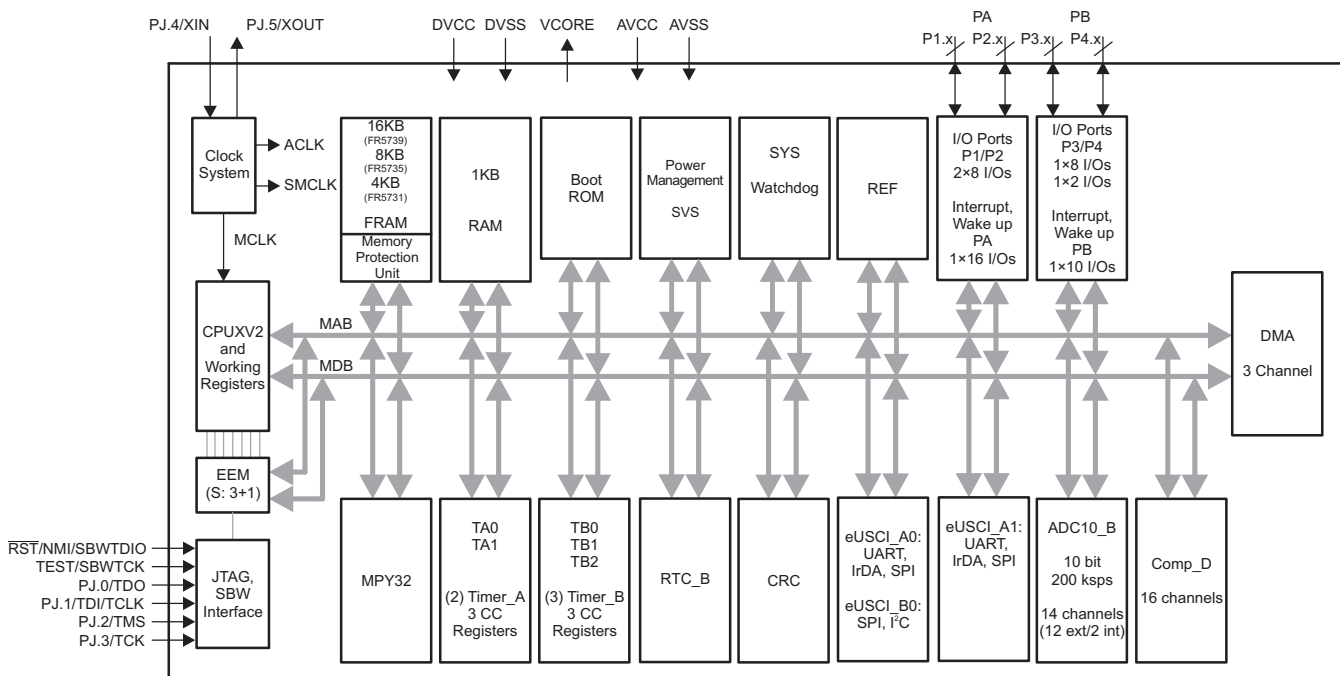 PJ.4/XIN
PJ.5/XOUT
DVCC
DVSS
VCORE
AVCC
AVSS
PA
P1.x
P2.x
PB
P3.x
P4.x
Clock
System
ACLK
SMCLK
MCLK
16KB
(FR5739)
8KB
(FR5735)
4KB
(FR5731)
FRAM
Memory
Protection
Unit
1KB
RAM
Boot
ROM
Power
Management
SVS
SYS
Watchdog
REF
I/O Ports
P1/P2
2×8 I/Os
Interrupt,
Wake up
PA
1×16 I/Os
I/O Ports
P3/P4
1×8 I/Os
1×2 I/Os
Interrupt,
Wake up
PB
1×10 I/Os
CPUXV2
and
Working
Registers
MAB
MDB
DMA
3 Channel
EEM
(S: 3+1)
RST/NMI/SBWTDIO
TEST/SBWTCK
PJ.0/TDO
PJ.1/TDI/TCLK
PJ.2/TMS
PJ.3/TCK
JTAG,
SBW
Interface
MPY32
TA0
TA1
(2) Timer_A
3 CC
Registers
TB0
TB1
TB2
(3) Timer_B
3 CC
Registers
RTC_B
CRC
eUSCI_A0:
UART,
IrDA, SPI
eUSCI_B0:
SPI, I²C
eUSCI_A1:
UART,
IrDA, SPI
ADC10_B
10 bit
200 ksps
14 channels
(12 ext/2 int)
Comp_D
16 channels